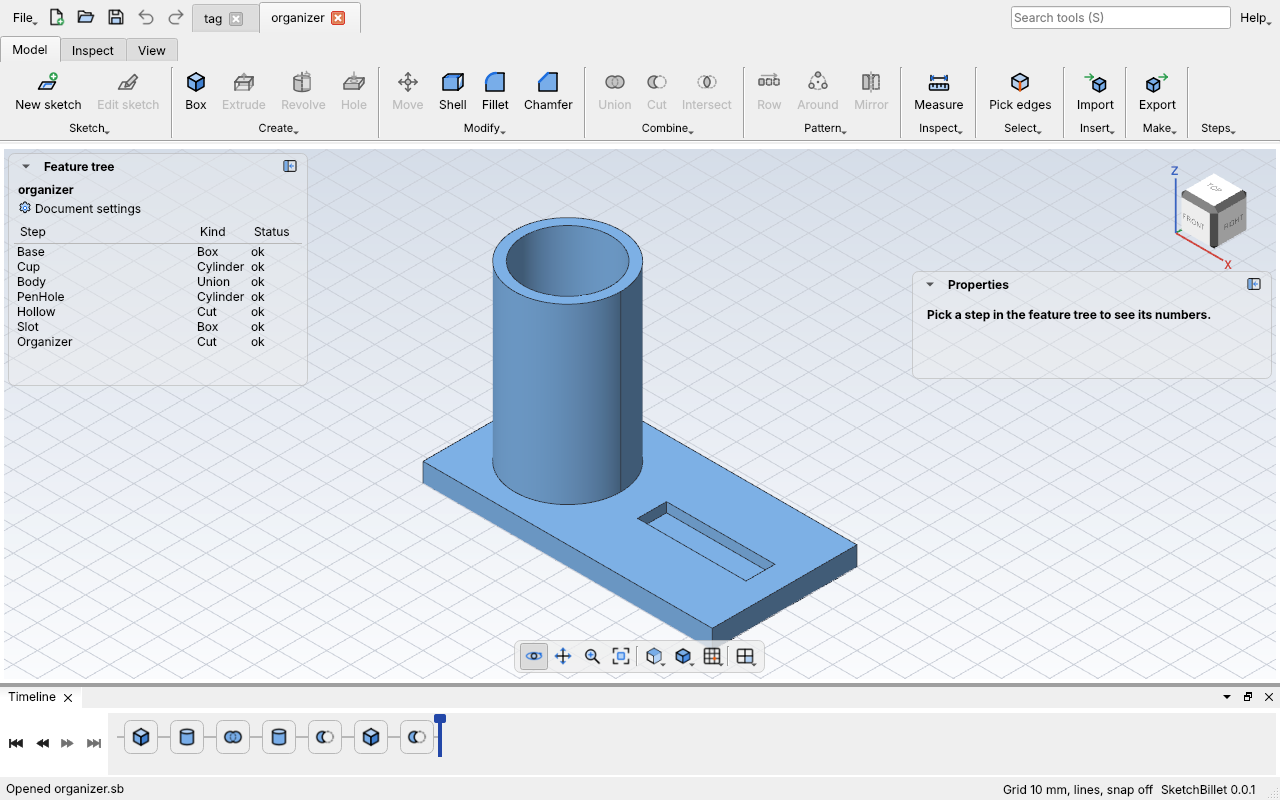 File
tag
organizer
Search tools (S)
Help
Model
Inspect
View
New sketch
Edit sketch
Box
Extrude
Revolve
Hole
Move
Shell
Fillet
Chamfer
Union
Cut
Intersect
Row
Around
Mirror
Measure
Pick edges
Import
Export
Sketch
Create
Modify
Combine
Pattern
Inspect
Select
Insert
Make
Steps
Feature tree
organizer
Document settings
Step Kind Status
Base Box ok
Cup Cylinder ok
Body Union ok
PenHole Cylinder ok
Hollow Cut ok
Slot Box ok
Organizer Cut ok
Z
TOP
FRONT
RIGHT
X
Properties
Pick a step in the feature tree to see its numbers.
Timeline
Opened organizer.sb
Grid 10 mm, lines, snap off
SketchBillet 0.0.1